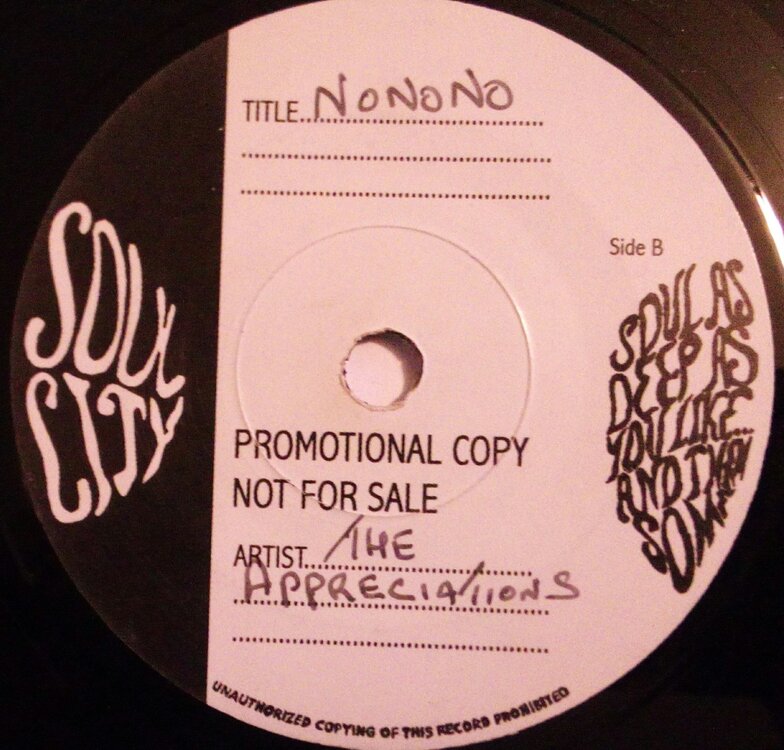 TITLE..NoNoNo
Side B
SOUL
CITY
SOUL AS
DEEP AS
YOU LIKE...
AND THEN
SOME
PROMOTIONAL COPY
NOT FOR SALE
ARTIST...THE
APPRECIATIONS
UNAUTHORIZED COPYING OF THIS RECORD PROHIBITED